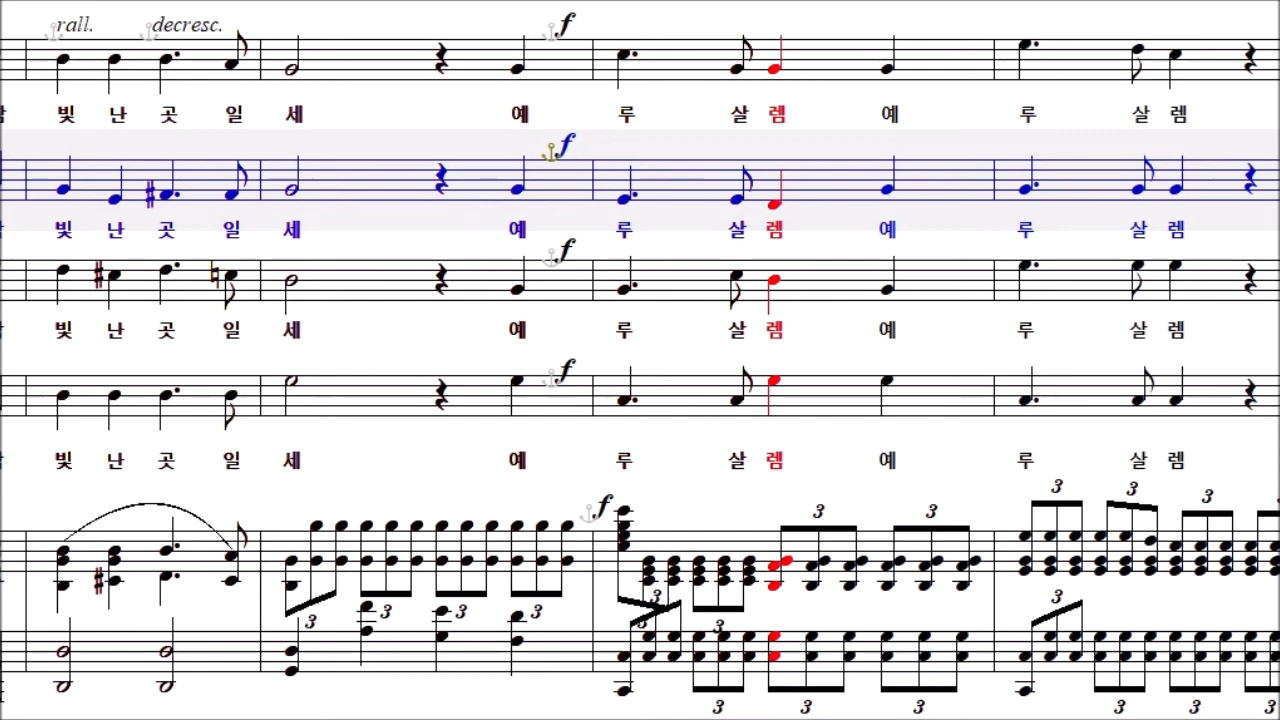 rall. decresc. f
빛 난 곳 일 세 예 루 살 렘 예 루 살 렘
f
빛 난 곳 일 세 예 루 살 렘 예 루 살 렘
f
빛 난 곳 일 세 예 루 살 렘 예 루 살 렘
f
빛 난 곳 일 세 예 루 살 렘 예 루 살 렘
f 3 3 3 3 3
3 3 3 3 3 3 3
3 3 3 3 3 3